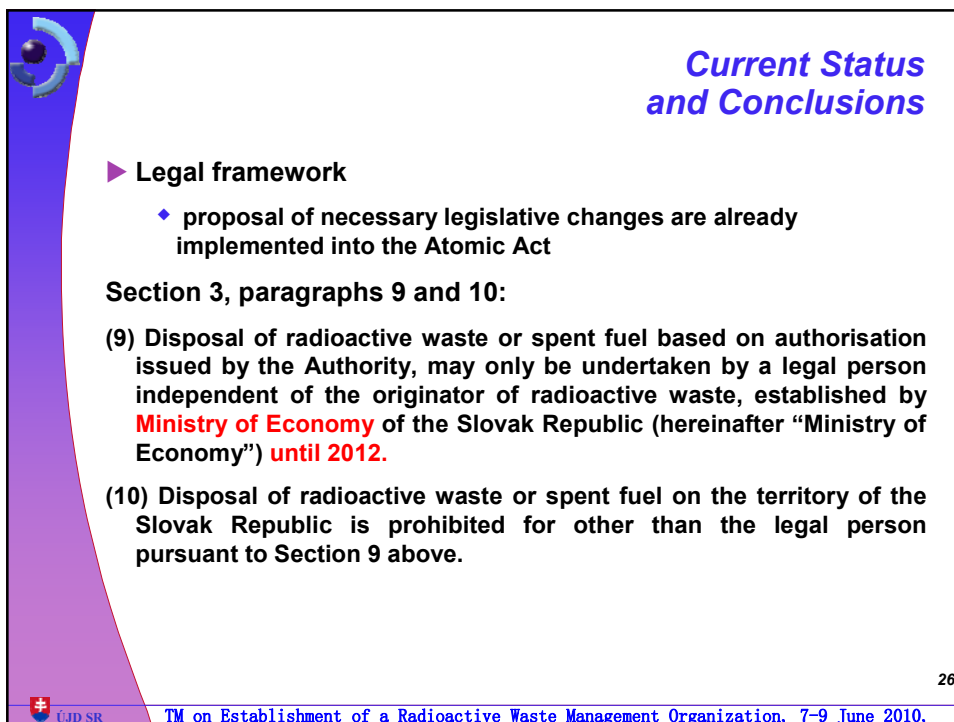 Current Status
and Conclusions
Legal framework
proposal of necessary legislative changes are already
implemented into the Atomic Act
Section 3, paragraphs 9 and 10:
(9) Disposal of radioactive waste or spent fuel based on authorisation
issued by the Authority, may only be undertaken by a legal person
independent of the originator of radioactive waste, established by
Ministry of Economy of the Slovak Republic (hereinafter “Ministry of
Economy”) until 2012.
(10) Disposal of radioactive waste or spent fuel on the territory of the
Slovak Republic is prohibited for other than the legal person
pursuant to Section 9 above.
26
ÚJD SR
TM on Establishment of a Radioactive Waste Management Organization, 7-9 June 2010,